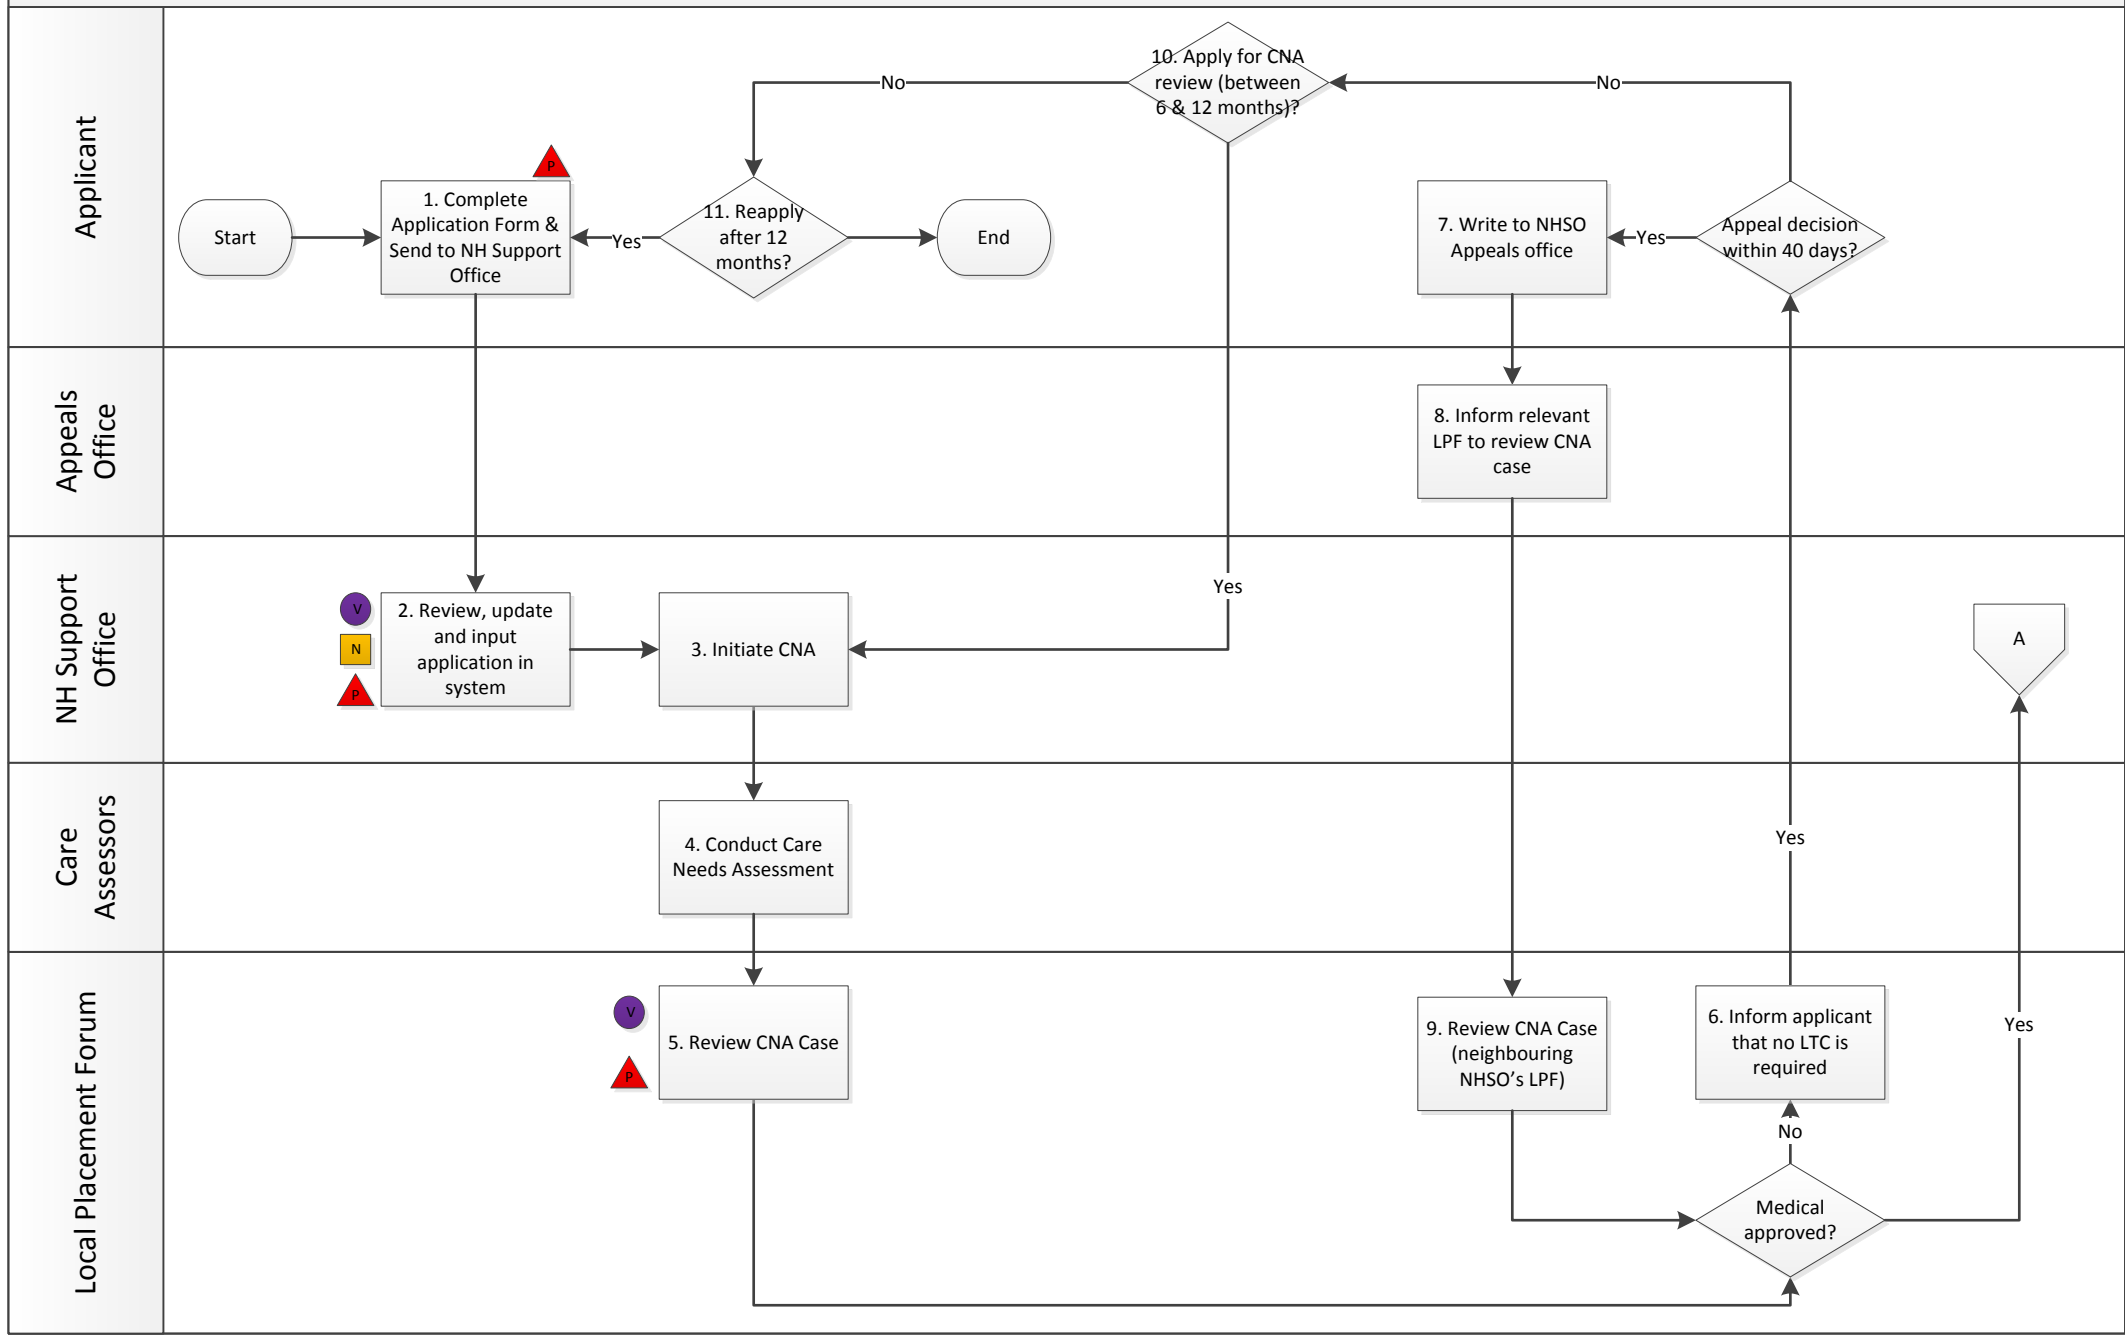 Applicant
10. Apply for CNA
review (between
6 & 12 months)?
No
No
P
1. Complete
Application Form &
Send to NH Support
Office
Start
Yes
11. Reapply
after 12
months?
End
7. Write to NHSO
Appeals office
Yes
Appeal decision
within 40 days?
Appeals
Office
8. Inform relevant
LPF to review CNA
case
NH Support
Office
V
N
P
2. Review, update
and input
application in
system
3. Initiate CNA
Yes
A
Care
Assessors
4. Conduct Care
Needs Assessment
Yes
Local Placement Forum
V
P
5. Review CNA Case
9. Review CNA Case
(neighbouring
NHSO’s LPF)
6. Inform applicant
that no LTC is
required
Yes
No
Medical
approved?